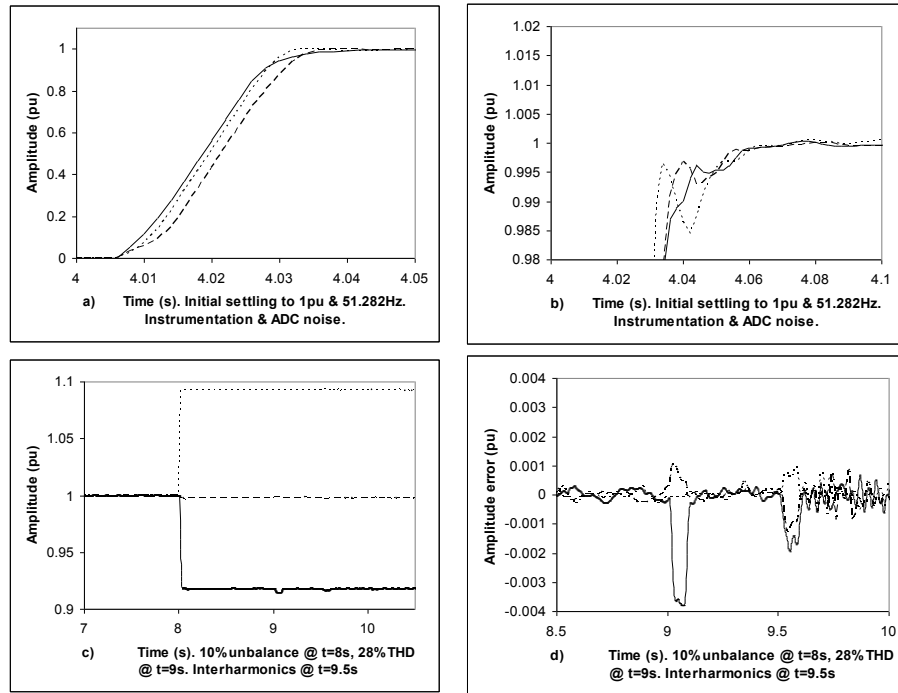 1
0.8
0.6
0.4
0.2
0
Amplitude (pu)
4 4.01 4.02 4.03 4.04 4.05
a) Time (s). Initial settling to 1pu & 51.282Hz.
Instrumentation & ADC noise.
1.02
1.015
1.01
1.005
1
0.995
0.99
0.985
0.98
Amplitude (pu)
4 4.02 4.04 4.06 4.08 4.1
b) Time (s). Initial settling to 1pu & 51.282Hz.
Instrumentation & ADC noise.
1.1
1.05
1
0.95
0.9
Amplitude (pu)
7 8 9 10
c) Time (s). 10% unbalance @ t=8s, 28% THD
@ t=9s. Interharmonics @ t=9.5s
0.004
0.003
0.002
0.001
0
-0.001
-0.002
-0.003
-0.004
Amplitude error (pu)
8.5 9 9.5 10
d) Time (s). 10% unbalance @ t=8s, 28% THD
@ t=9s. Interharmonics @ t=9.5s